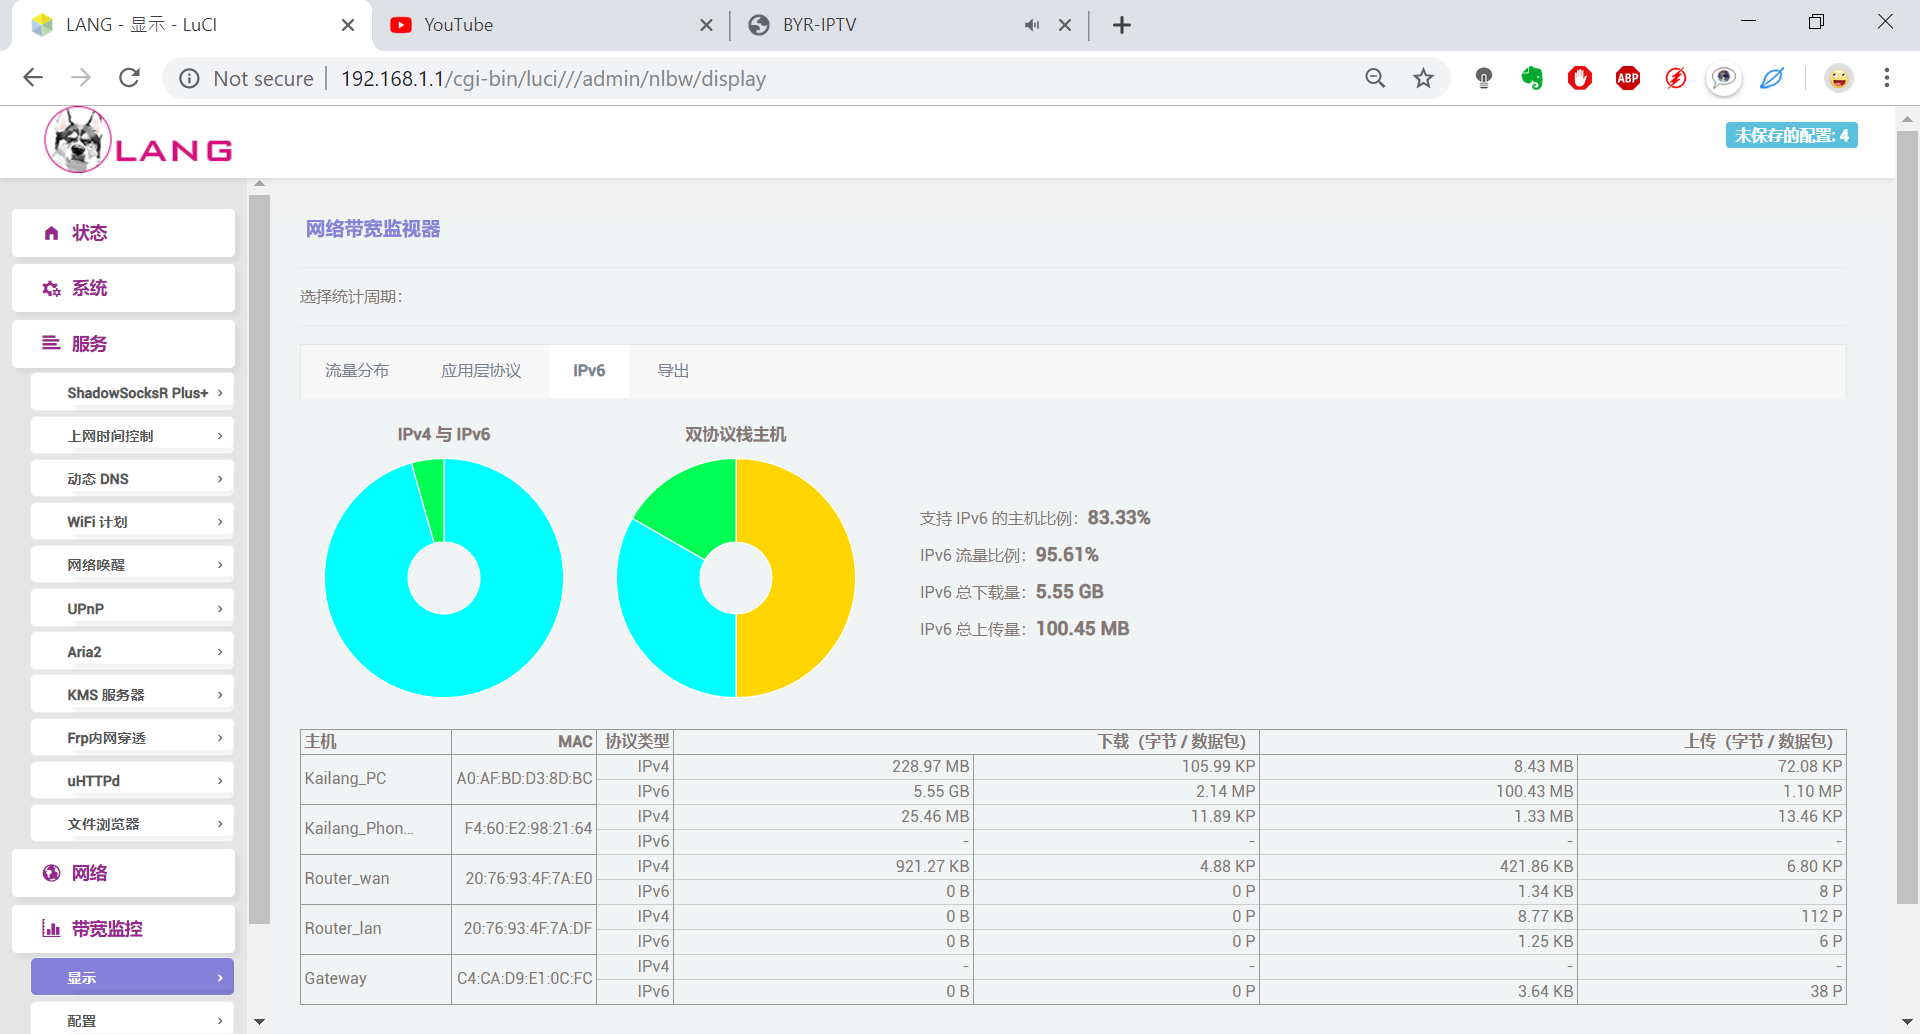 LANG - 显示 - LuCI
YouTube
BYR-IPTV
Not secure
192.168.1.1/cgi-bin/luci///admin/nlbw/display
ABP
LANG
未保存的配置: 4
状态
系统
服务
ShadowSocksR Plus+
上网时间控制
动态 DNS
WiFi 计划
网络唤醒
UPnP
Aria2
KMS 服务器
Frp内网穿透
uHTTPd
文件浏览器
网络
带宽监控
显示
配置
网络带宽监视器
选择统计周期：
流量分布 应用层协议 IPv6 导出
IPv4 与 IPv6
双协议栈主机
支持 IPv6 的主机比例：83.33%
IPv6 流量比例：95.61%
IPv6 总下载量：5.55 GB
IPv6 总上传量：100.45 MB
主机 MAC 协议类型 下载（字节 / 数据包） 上传（字节 / 数据包）
Kailang_PC A0:AF:BD:D3:8D:BC IPv4 228.97 MB 105.99 KP 8.43 MB 72.08 KP
IPv6 5.55 GB 2.14 MP 100.43 MB 1.10 MP
Kailang_Phon... F4:60:E2:98:21:64 IPv4 25.46 MB 11.89 KP 1.33 MB 13.46 KP
IPv6 - - - -
Router_wan 20:76:93:4F:7A:E0 IPv4 921.27 KB 4.88 KP 421.86 KB 6.80 KP
IPv6 0 B 0 P 1.34 KB 8 P
Router_lan 20:76:93:4F:7A:DF IPv4 0 B 0 P 8.77 KB 112 P
IPv6 0 B 0 P 1.25 KB 6 P
Gateway C4:CA:D9:E1:0C:FC IPv4 - - - -
IPv6 0 B 0 P 3.64 KB 38 P